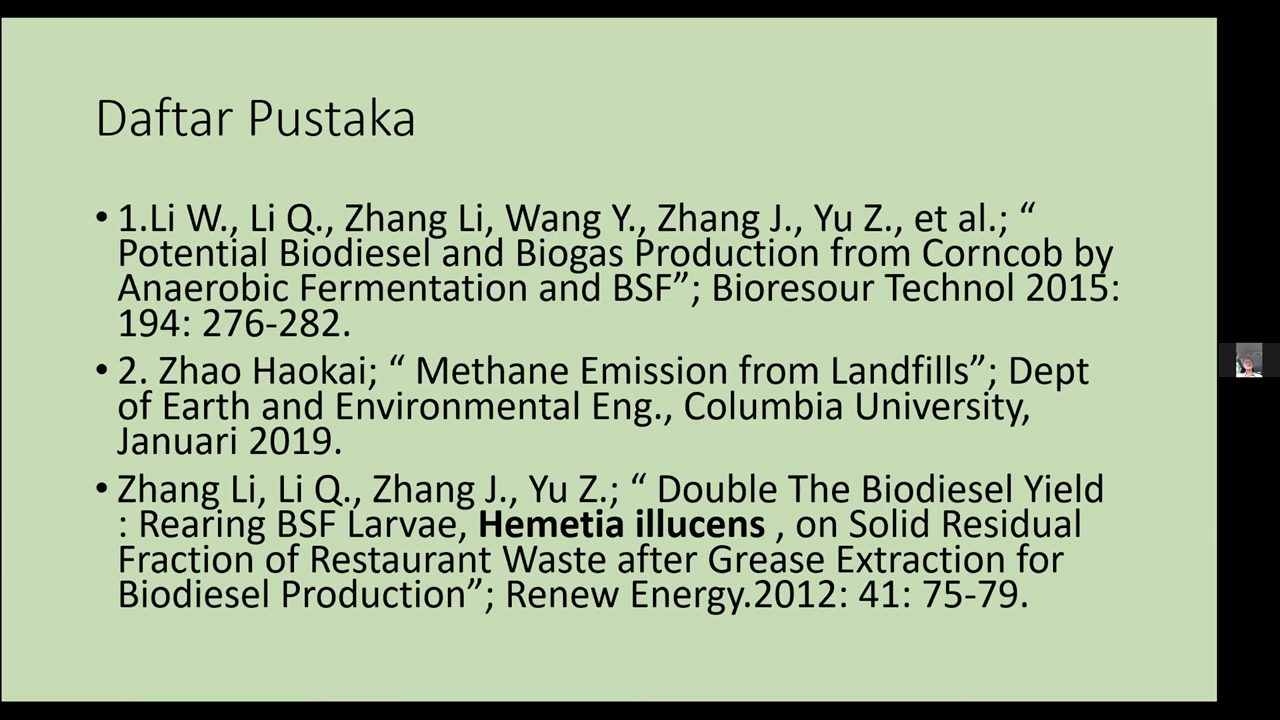 Daftar Pustaka
• 1.Li W., Li Q., Zhang Li, Wang Y., Zhang J., Yu Z., et al.; “
Potential Biodiesel and Biogas Production from Corncob by
Anaerobic Fermentation and BSF”; Bioresour Technol 2015:
194: 276-282.
• 2. Zhao Haokai; “ Methane Emission from Landfills”; Dept
of Earth and Environmental Eng., Columbia University,
Januari 2019.
• Zhang Li, Li Q., Zhang J., Yu Z.; “ Double The Biodiesel Yield
: Rearing BSF Larvae, Hemetia illucens , on Solid Residual
Fraction of Restaurant Waste after Grease Extraction for
Biodiesel Production”; Renew Energy.2012: 41: 75-79.